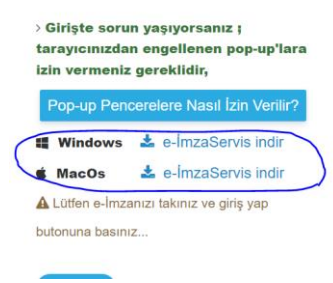 > Girişte sorun yaşıyorsanız ;
tarayıcınızdan engellenen pop-up'lara
izin vermeniz gereklidir,
Pop-up Pencerelere Nasıl İzin Verilir?
Windows e-İmzaServis indir
MacOs e-İmzaServis indir
Lütfen e-İmzanızı takınız ve giriş yap
butonuna basınız...